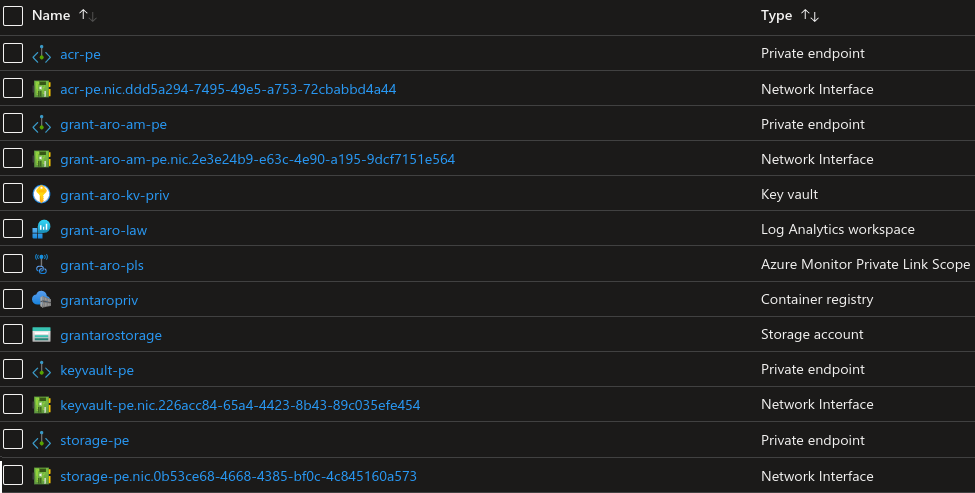 Name ↑↓ Type ↑↓
acr-pe Private endpoint
acr-pe.nic.ddd5a294-7495-49e5-a753-72cbabbd4a44 Network Interface
grant-aro-am-pe Private endpoint
grant-aro-am-pe.nic.2e3e24b9-e63c-4e90-a195-9dcf7151e564 Network Interface
grant-aro-kv-priv Key vault
grant-aro-law Log Analytics workspace
grant-aro-pls Azure Monitor Private Link Scope
grantaropriv Container registry
grantarostorage Storage account
keyvault-pe Private endpoint
keyvault-pe.nic.226acc84-65a4-4423-8b43-89c035efe454 Network Interface
storage-pe Private endpoint
storage-pe.nic.0b53ce68-4668-4385-bf0c-4c845160a573 Network Interface